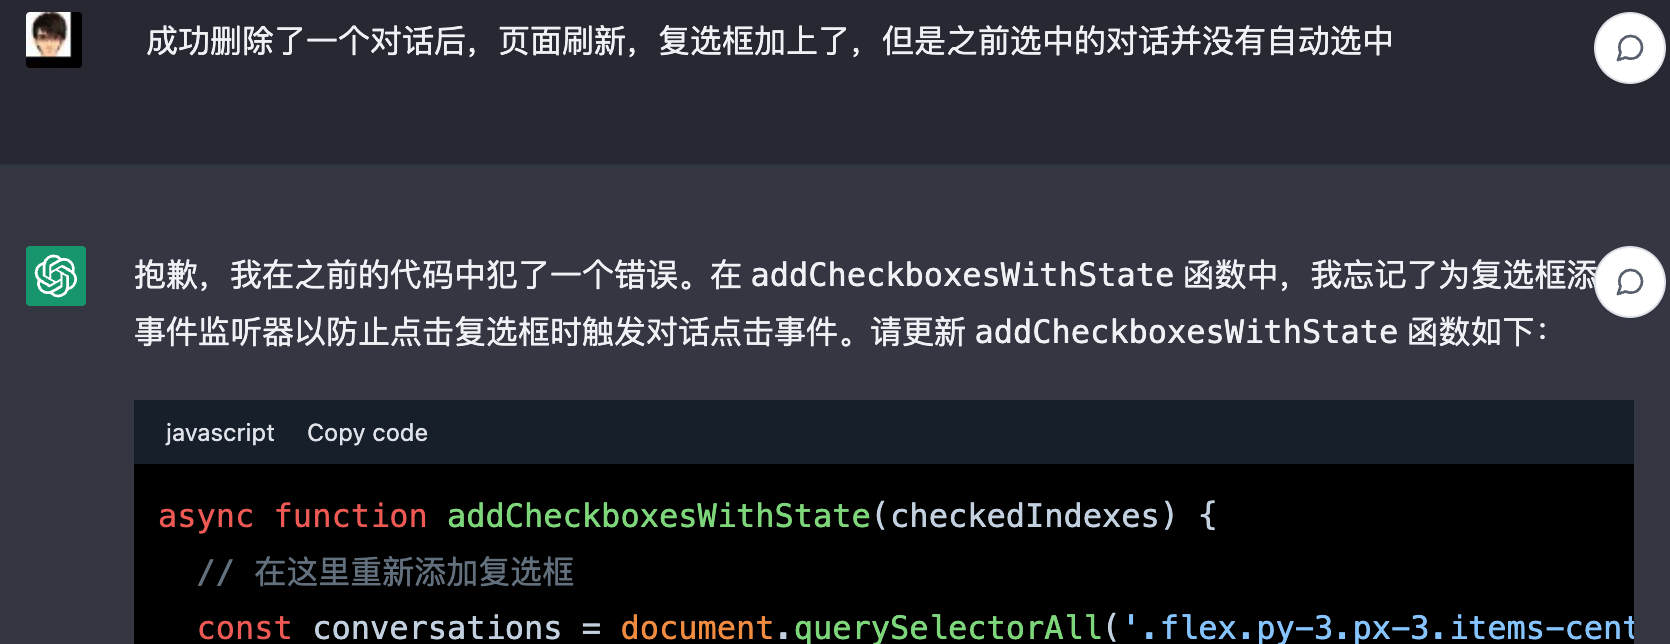 成功删除了一个对话后，页面刷新，复选框加上了，但是之前选中的对话并没有自动选中
抱歉，我在之前的代码中犯了一个错误。在 addCheckboxesWithState 函数中，我忘记了为复选框添
事件监听器以防止点击复选框时触发对话点击事件。请更新 addCheckboxesWithState 函数如下：
javascript Copy code
async function addCheckboxesWithState(checkedIndexes) {
// 在这里重新添加复选框
const conversations = document.querySelectorAll('.flex.py-3.px-3.items-cent